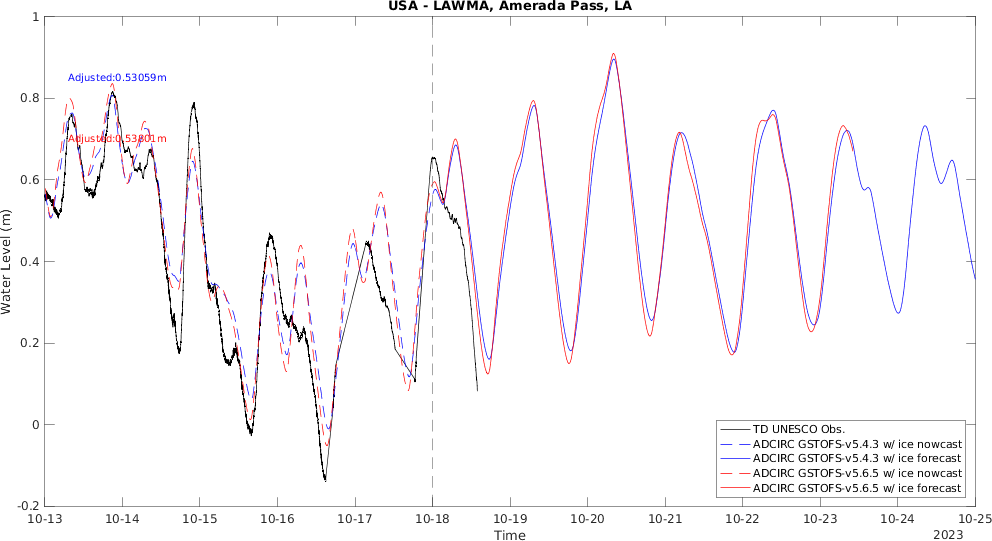 USA - LAWMA, Amerada Pass, LA
1
0.8
0.6
0.4
0.2
0
-0.2
Water Level (m)
Adjusted:0.53059m
Adjusted:0.53801m
TD UNESCO Obs.
ADCIRC GSTOFS-v5.4.3 w/ ice nowcast
ADCIRC GSTOFS-v5.4.3 w/ ice forecast
ADCIRC GSTOFS-v5.6.5 w/ ice nowcast
ADCIRC GSTOFS-v5.6.5 w/ ice forecast
10-13 10-14 10-15 10-16 10-17 10-18 10-19 10-20 10-21 10-22 10-23 10-24 10-25
Time
2023